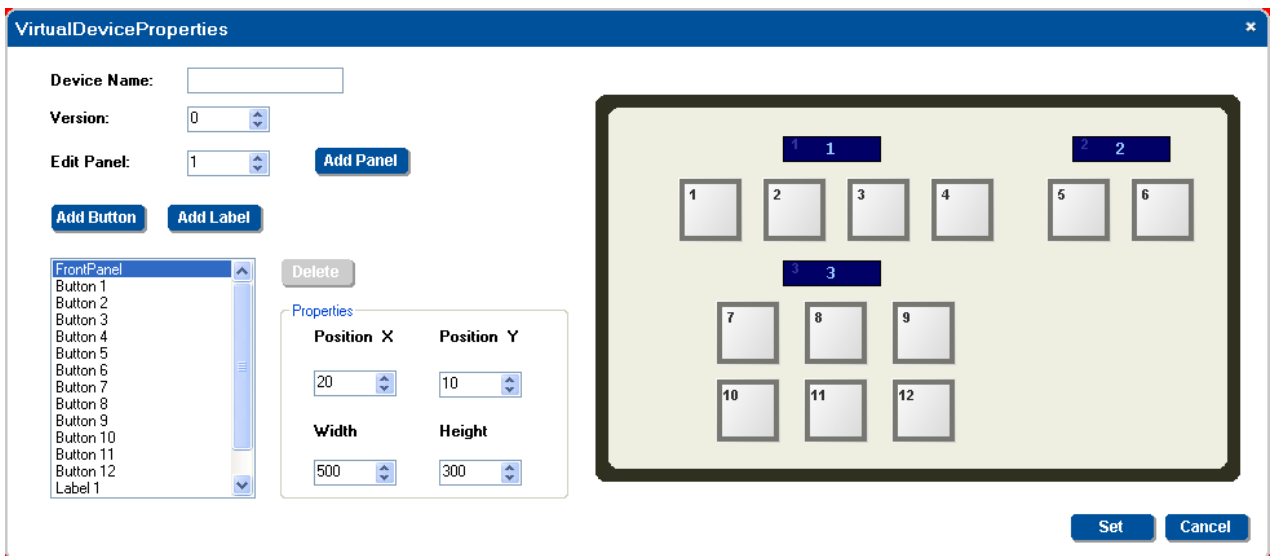 VirtualDeviceProperties ×
Device Name:
Version: 0
Edit Panel: 1 Add Panel
Add Button Add Label
FrontPanel
Button 1
Button 2
Button 3
Button 4
Button 5
Button 6
Button 7
Button 8
Button 9
Button 10
Button 11
Button 12
Label 1
Delete
Properties
Position X Position Y
20 10
Width Height
500 300
1 1 2 2
1 2 3 4 5 6
3 3
7 8 9
10 11 12
Set Cancel